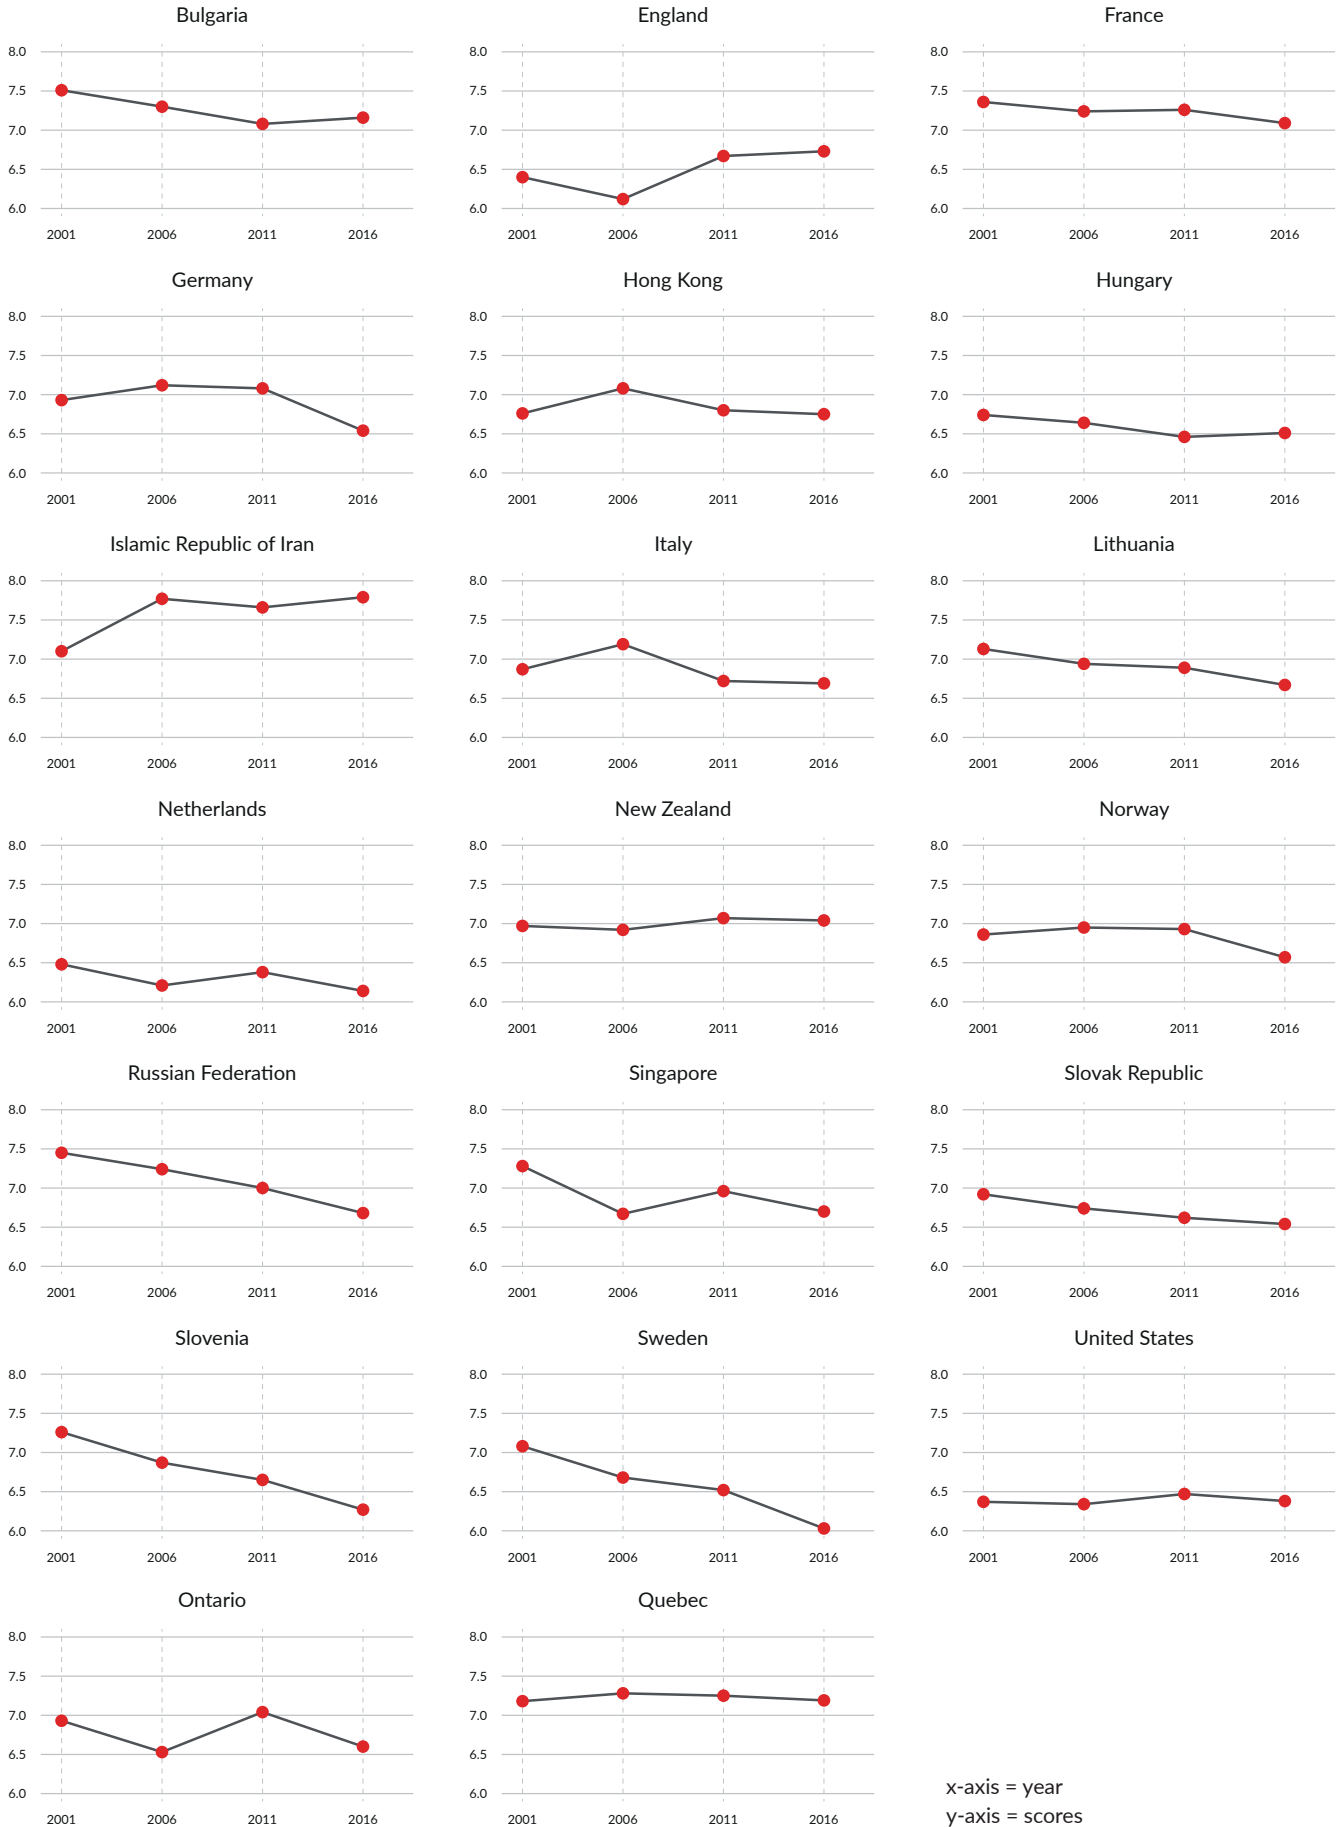 Bulgaria England France
8.0 8.0 8.0
7.5 7.5 7.5
7.0 7.0 7.0
6.5 6.5 6.5
6.0 6.0 6.0
2001 2006 2011 2016 2001 2006 2011 2016 2001 2006 2011 2016
Germany Hong Kong Hungary
8.0 8.0 8.0
7.5 7.5 7.5
7.0 7.0 7.0
6.5 6.5 6.5
6.0 6.0 6.0
2001 2006 2011 2016 2001 2006 2011 2016 2001 2006 2011 2016
Islamic Republic of Iran Italy Lithuania
8.0 8.0 8.0
7.5 7.5 7.5
7.0 7.0 7.0
6.5 6.5 6.5
6.0 6.0 6.0
2001 2006 2011 2016 2001 2006 2011 2016 2001 2006 2011 2016
Netherlands New Zealand Norway
8.0 8.0 8.0
7.5 7.5 7.5
7.0 7.0 7.0
6.5 6.5 6.5
6.0 6.0 6.0
2001 2006 2011 2016 2001 2006 2011 2016 2001 2006 2011 2016
Russian Federation Singapore Slovak Republic
8.0 8.0 8.0
7.5 7.5 7.5
7.0 7.0 7.0
6.5 6.5 6.5
6.0 6.0 6.0
2001 2006 2011 2016 2001 2006 2011 2016 2001 2006 2011 2016
Slovenia Sweden United States
8.0 8.0 8.0
7.5 7.5 7.5
7.0 7.0 7.0
6.5 6.5 6.5
6.0 6.0 6.0
2001 2006 2011 2016 2001 2006 2011 2016 2001 2006 2011 2016
Ontario Quebec
8.0 8.0
7.5 7.5
7.0 7.0
6.5 6.5
6.0 6.0
2001 2006 2011 2016 2001 2006 2011 2016
x-axis = year
y-axis = scores